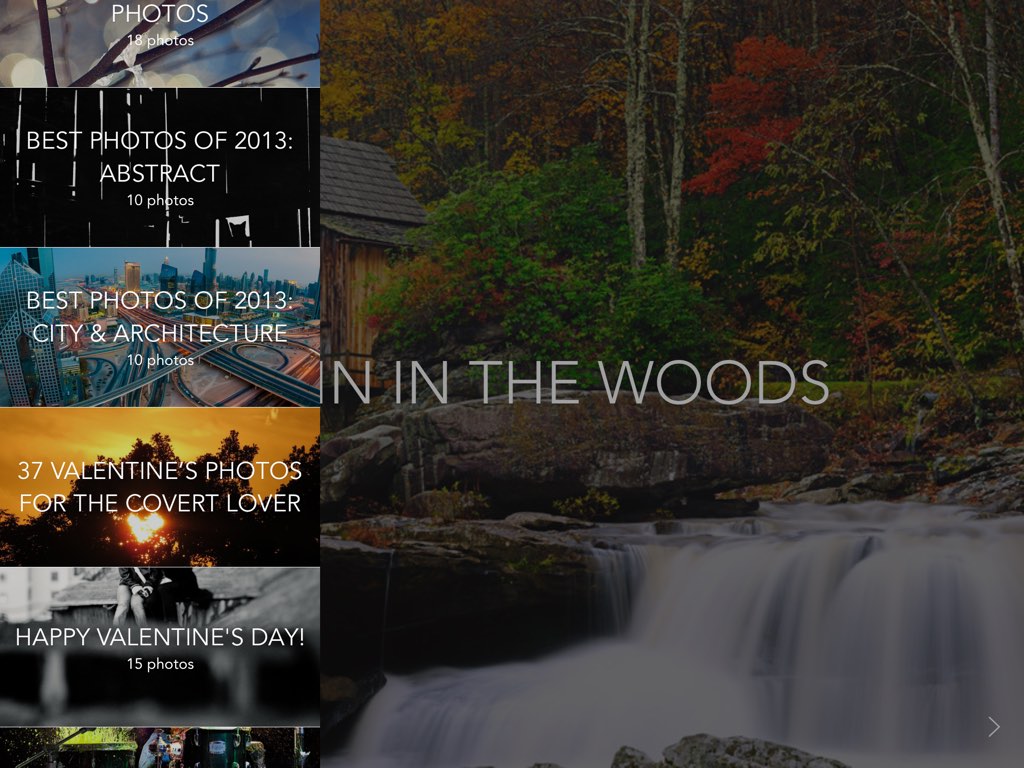 PHOTOS
18 photos
BEST PHOTOS OF 2013:
ABSTRACT
10 photos
BEST PHOTOS OF 2013:
CITY & ARCHITECTURE
10 photos
IN IN THE WOODS
37 VALENTINE'S PHOTOS
FOR THE COVERT LOVER
HAPPY VALENTINE'S DAY!
15 photos